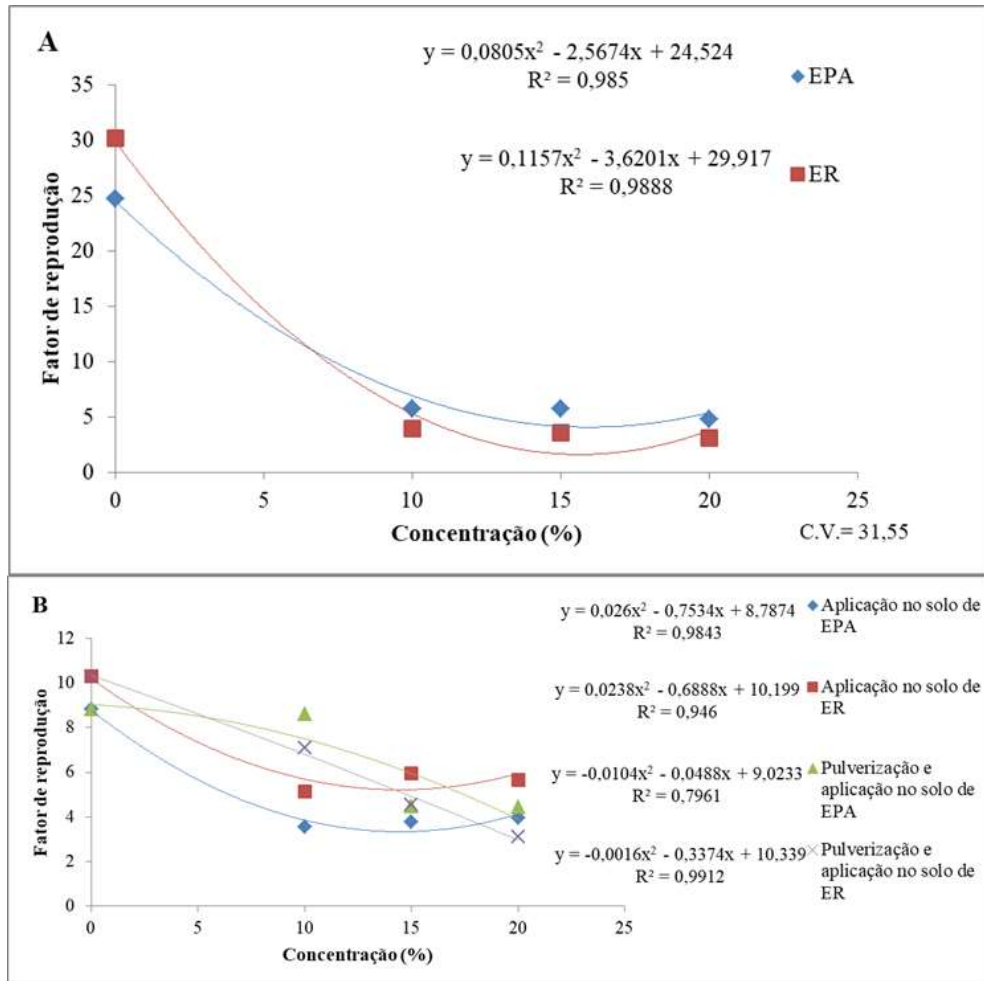 A
y = 0,0805x² - 2,5674x + 24,524
R² = 0,985
EPA
y = 0,1157x² - 3,6201x + 29,917
R² = 0,9888
ER
Fator de reprodução
35
30
25
20
15
10
5
0
0 5 10 15 20 25
Concentração (%)
C.V.= 31,55
B
y = 0,026x² - 0,7534x + 8,7874
R² = 0,9843
Aplicação no solo de
EPA
y = 0,0238x² - 0,6888x + 10,199
R² = 0,946
Aplicação no solo de
ER
y = -0,0104x² - 0,0488x + 9,0233
R² = 0,7961
Pulverização e
aplicação no solo de
EPA
y = -0,0016x² - 0,3374x + 10,339
R² = 0,9912
Pulverização e
aplicação no solo de
ER
Fator de reprodução
12
10
8
6
4
2
0
0 5 10 15 20 25
Concentração (%)